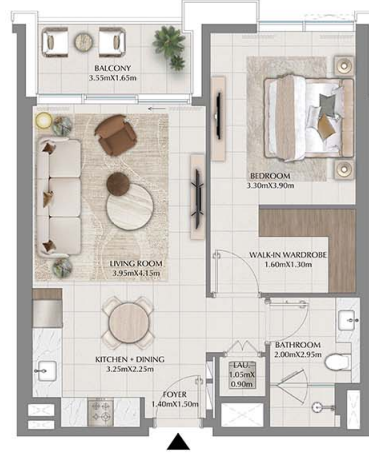 BALCONY
3.55mX1.65m
BEDROOM
3.30mX3.90m
LIVING ROOM
3.95mX4.15m
WALK-IN WARDROBE
1.60mX1.30m
KITCHEN + DINING
3.25mX2.25m
BATHROOM
2.00mX2.95m
LAU.
1.05mX
0.90m
FOYER
1.40mX1.50m